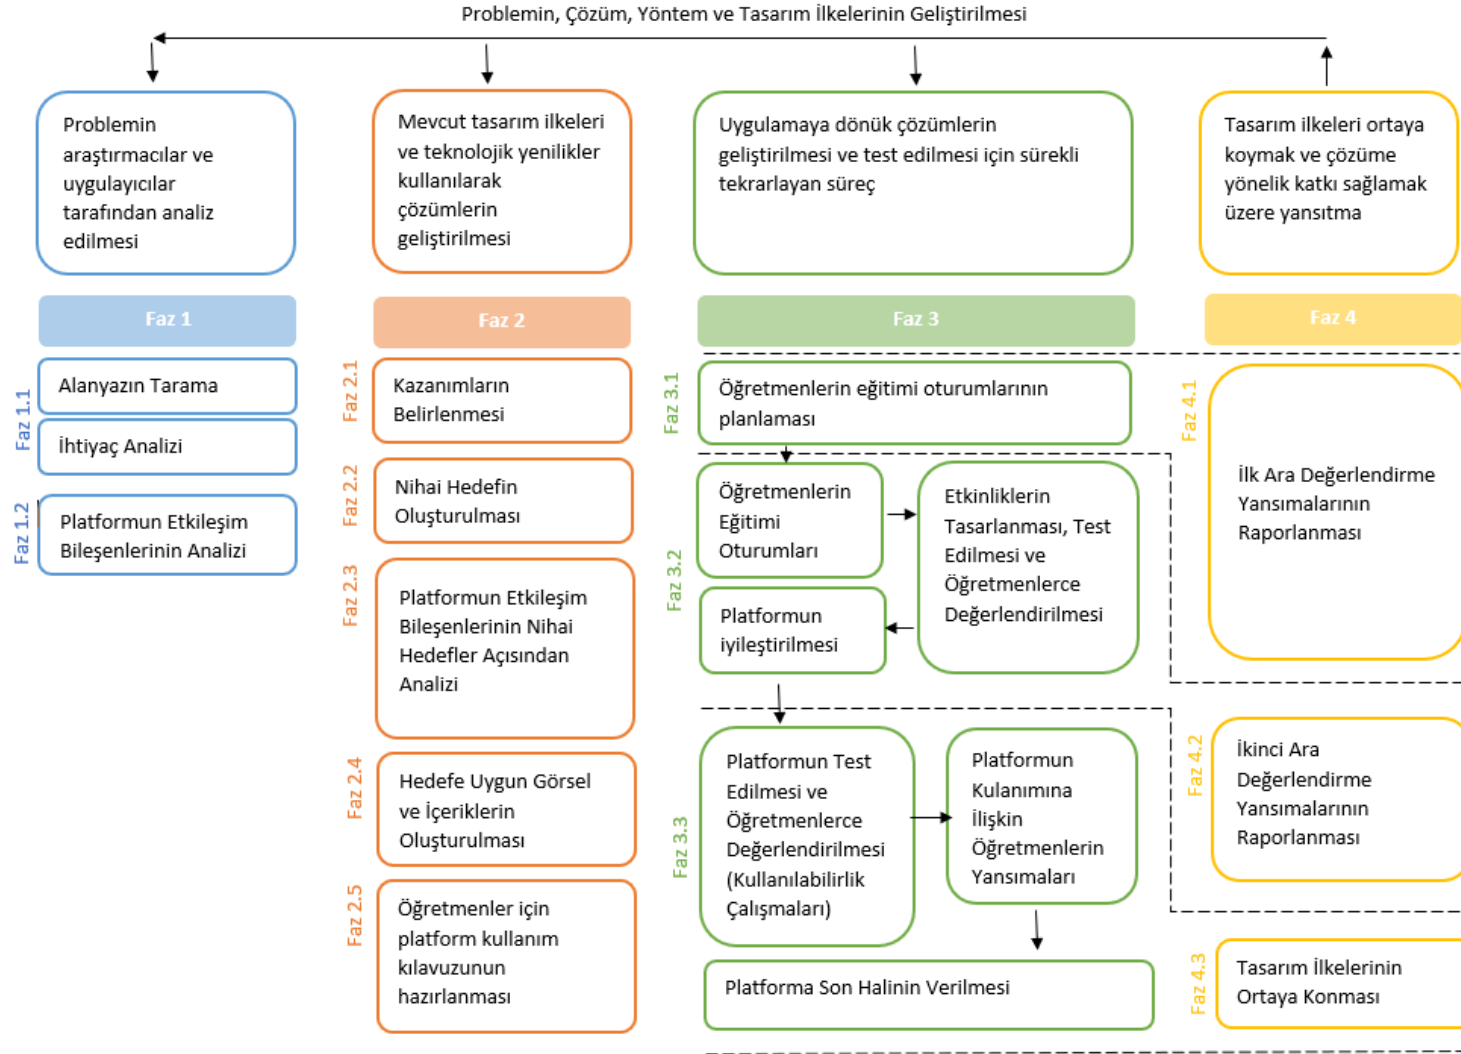 Problemin, Çözüm, Yöntem ve Tasarım İlkelerinin Geliştirilmesi
Problemin
araştırmacılar ve
uygulayıcılar
tarafından analiz
edilmesi
Mevcut tasarım ilkeleri
ve teknolojik yenilikler
kullanılarak
çözümlerin
geliştirilmesi
Uygulamaya dönük çözümlerin
geliştirilmesi ve test edilmesi için sürekli
tekrarlayan süreç
Tasarım ilkeleri ortaya
koymak ve çözüme
yönelik katkı sağlamak
üzere yansıtma
Faz 1
Faz 2
Faz 3
Faz 4
Faz 1.1
Alanyazın Tarama
İhtiyaç Analizi
Faz 1.2
Platformun Etkileşim
Bileşenlerinin Analizi
Faz 2.1
Kazanımların
Belirlenmesi
Faz 2.2
Nihai Hedefin
Oluşturulması
Faz 2.3
Platformun Etkileşim
Bileşenlerinin Nihai
Hedefler Açısından
Analizi
Faz 2.4
Hedefe Uygun Görsel
ve İçeriklerin
Oluşturulması
Faz 2.5
Öğretmenler için
platform kullanım
kılavuzunun
hazırlanması
Faz 3.1
Öğretmenlerin eğitimi oturumlarının
planlaması
Faz 3.2
Öğretmenlerin
Eğitimi
Oturumları
Etkinliklerin
Tasarlanması, Test
Edilmesi ve
Öğretmenlerce
Değerlendirilmesi
Platformun
iyileştirilmesi
Faz 3.3
Platformun Test
Edilmesi ve
Öğretmenlerce
Değerlendirilmesi
(Kullanılabilirlik
Çalışmaları)
Platformun
Kulanımına
İlişkin
Öğretmenlerin
Yansımaları
Platforma Son Halinin Verilmesi
Faz 4.1
İlk Ara Değerlendirme
Yansımalarının
Raporlanması
Faz 4.2
İkinci Ara
Değerlendirme
Yansımalarının
Raporlanması
Faz 4.3
Tasarım İlkelerinin
Ortaya Konması